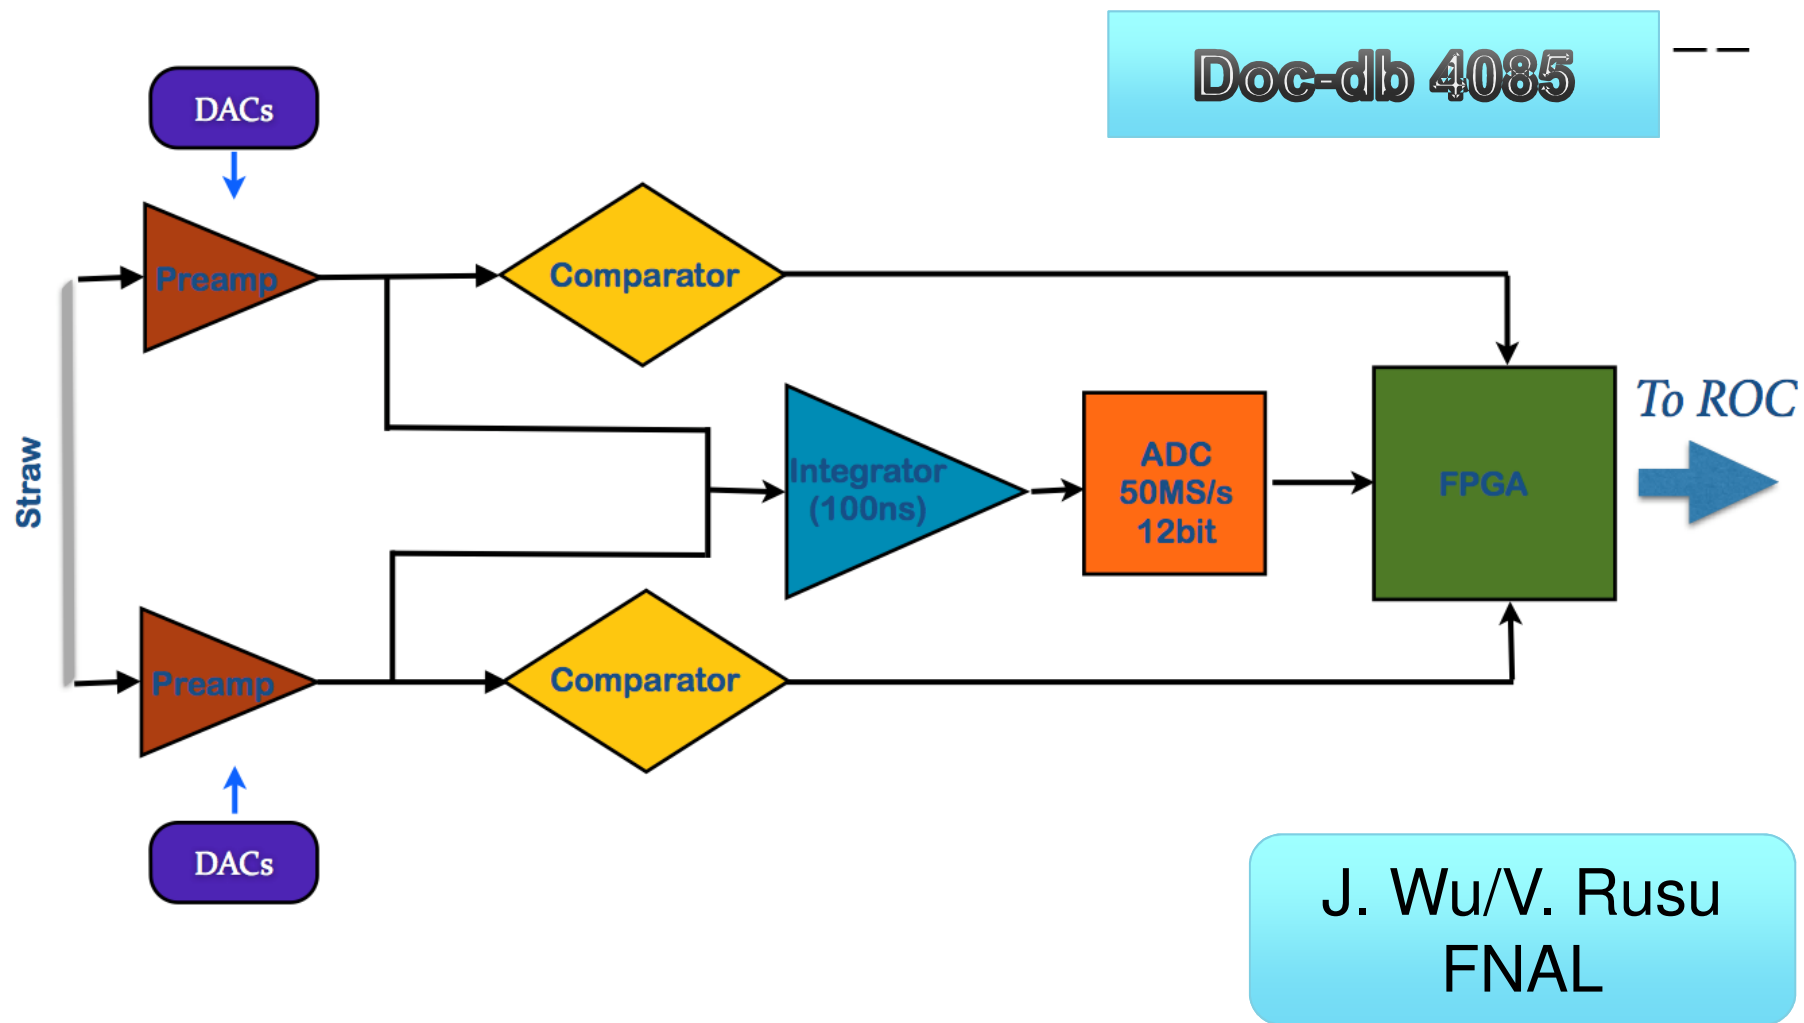 Doc-db 4085
DACs
Preamp
Comparator
To ROC
Straw
Integrator
(100ns)
ADC
50MS/s
12bit
FPGA
Preamp
Comparator
DACs
J. Wu/V. Rusu
FNAL